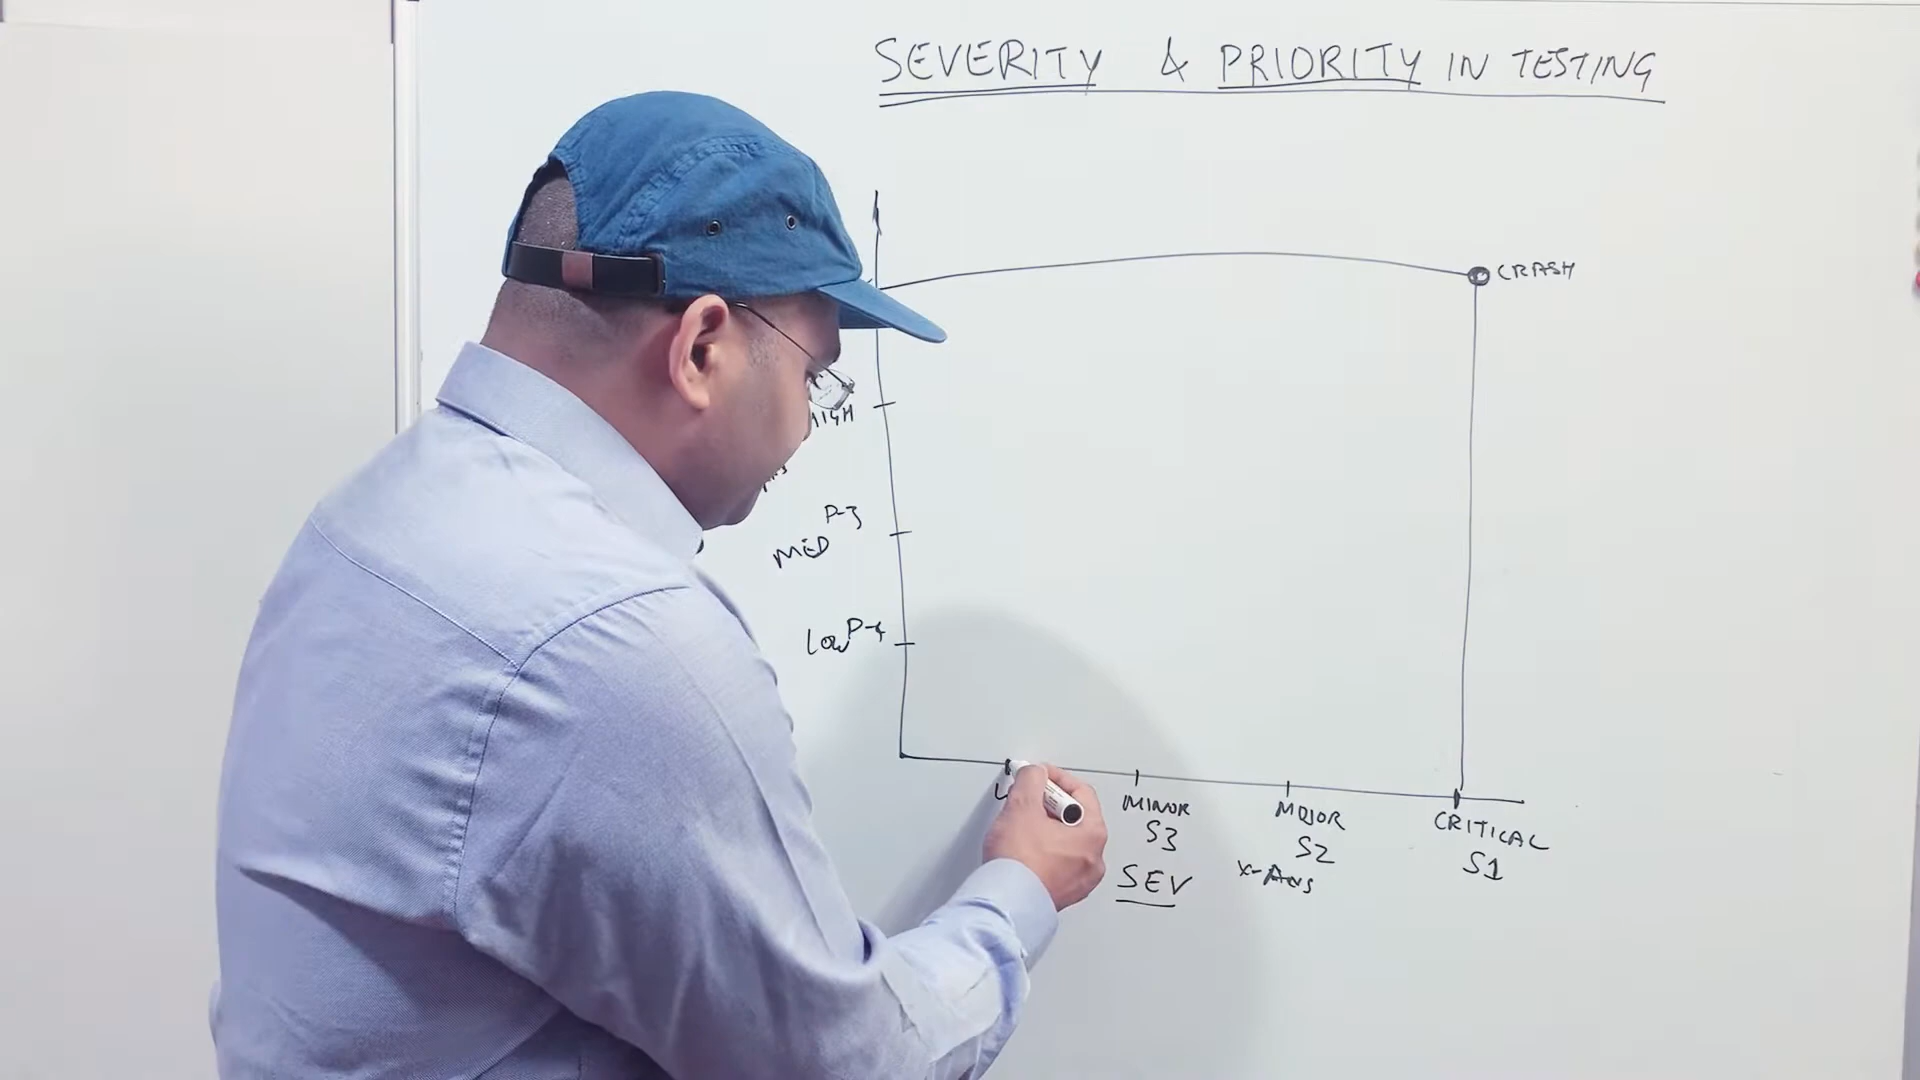 SEVERITY & PRIORITY IN TESTING
CRASH
HIGH
P-3
MED
LOW P-4
MINOR
S3
SEV
MAJOR
S2
X-Axis
CRITICAL
S1